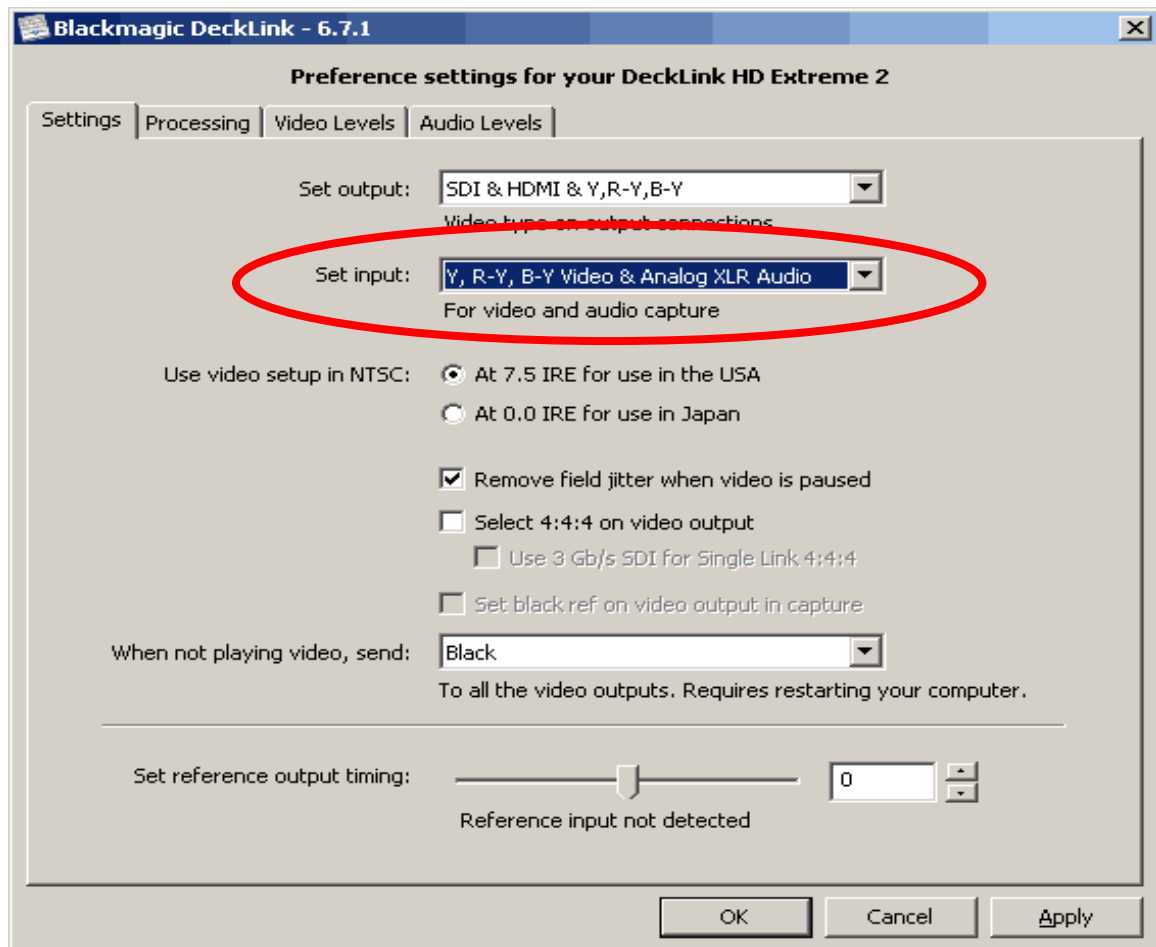 Blackmagic DeckLink - 6.7.1
Preference settings for your DeckLink HD Extreme 2
Settings Processing Video Levels Audio Levels
Set output: SDI & HDMI & Y,R-Y,B-Y
Video type on output connections
Set input: Y, R-Y, B-Y Video & Analog XLR Audio
For video and audio capture
Use video setup in NTSC: At 7.5 IRE for use in the USA
At 0.0 IRE for use in Japan
Remove field jitter when video is paused
Select 4:4:4 on video output
Use 3 Gb/s SDI for Single Link 4:4:4
Set black ref on video output in capture
When not playing video, send: Black
To all the video outputs. Requires restarting your computer.
Set reference output timing: 0
Reference input not detected
OK Cancel Apply